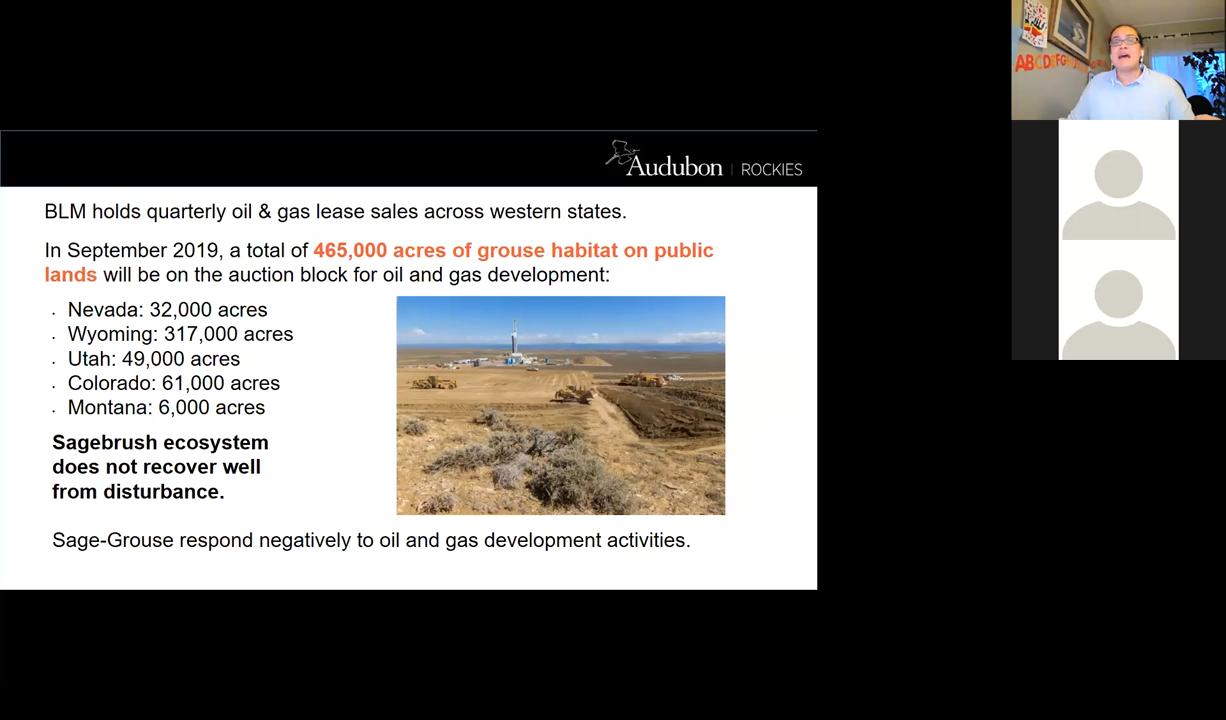 Audubon | ROCKIES
BLM holds quarterly oil & gas lease sales across western states.
In September 2019, a total of 465,000 acres of grouse habitat on public
lands will be on the auction block for oil and gas development:
· Nevada: 32,000 acres
· Wyoming: 317,000 acres
· Utah: 49,000 acres
· Colorado: 61,000 acres
· Montana: 6,000 acres
Sagebrush ecosystem
does not recover well
from disturbance.
Sage-Grouse respond negatively to oil and gas development activities.
ABCDEFG